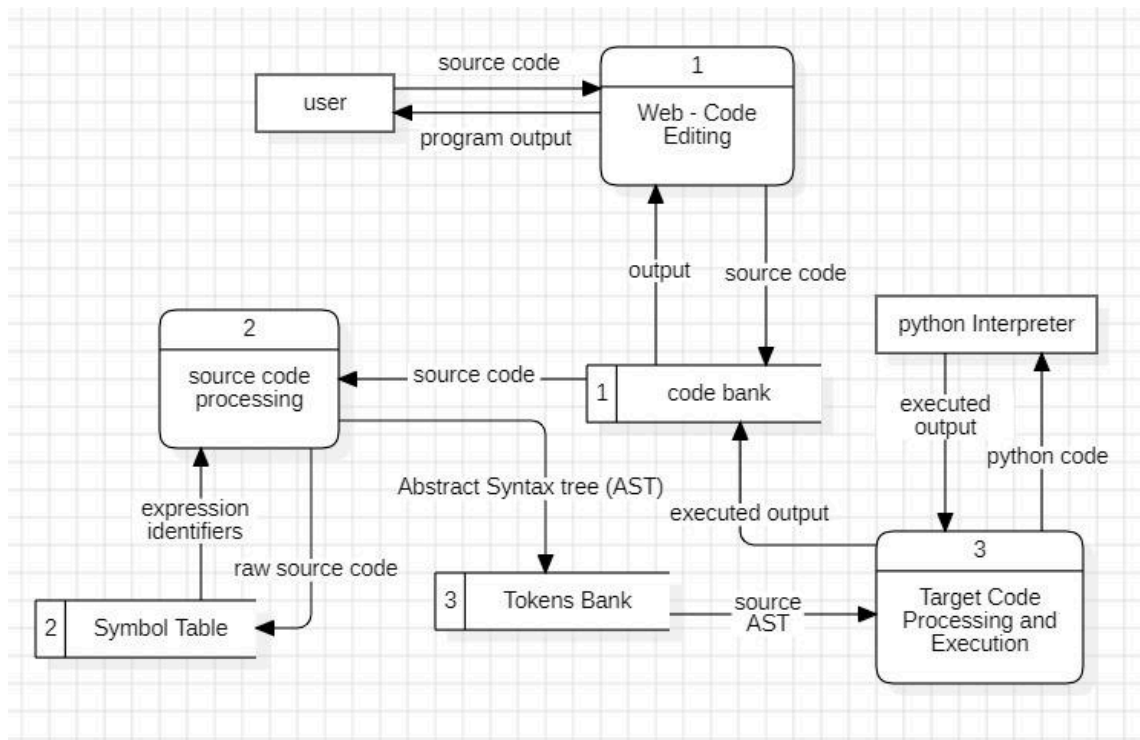 source code
user
program output
1
Web - Code
Editing
output
source code
python Interpreter
2
source code
processing
source code
1
code bank
executed
output
python code
Abstract Syntax tree (AST)
expression
identifiers
executed output
raw source code
3
Target Code
Processing and
Execution
3
Tokens Bank
source
AST
2
Symbol Table